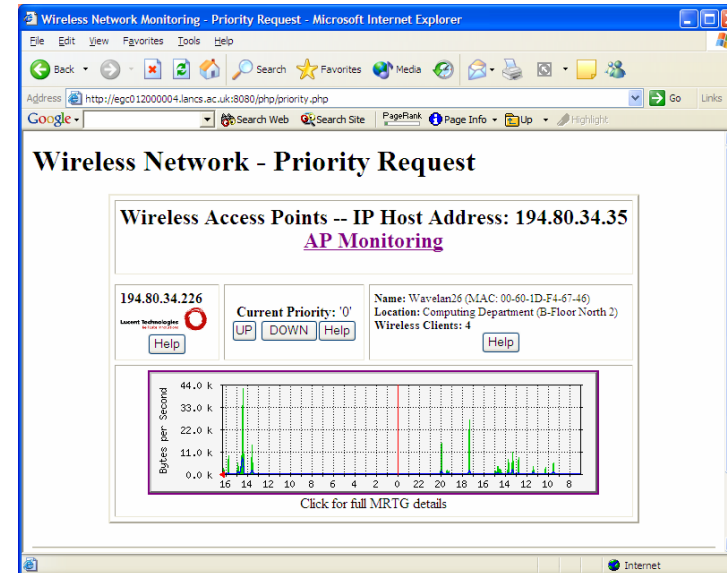 Wireless Network Monitoring - Priority Request - Microsoft Internet Explorer
File Edit View Favorites Tools Help
Back Search Favorites Media
Address http://egc012000004.lancs.ac.uk:8080/php/priority.php Go Links
Google Search Web Search Site PageRank Page Info Up Highlight
Wireless Network - Priority Request
Wireless Access Points -- IP Host Address: 194.80.34.35
AP Monitoring
194.80.34.226
Lucent Technologies
Help
Current Priority: '0'
UP DOWN Help
Name: Wavelan26 (MAC: 00-60-1D-F4-67-46)
Location: Computing Department (B-Floor North 2)
Wireless Clients: 4
Help
Bytes per Second
44.0 k
33.0 k
22.0 k
11.0 k
0.0 k
16 14 12 10 8 6 4 2 0 22 20 18 16 14 12 10 8
Click for full MRTG details
Internet